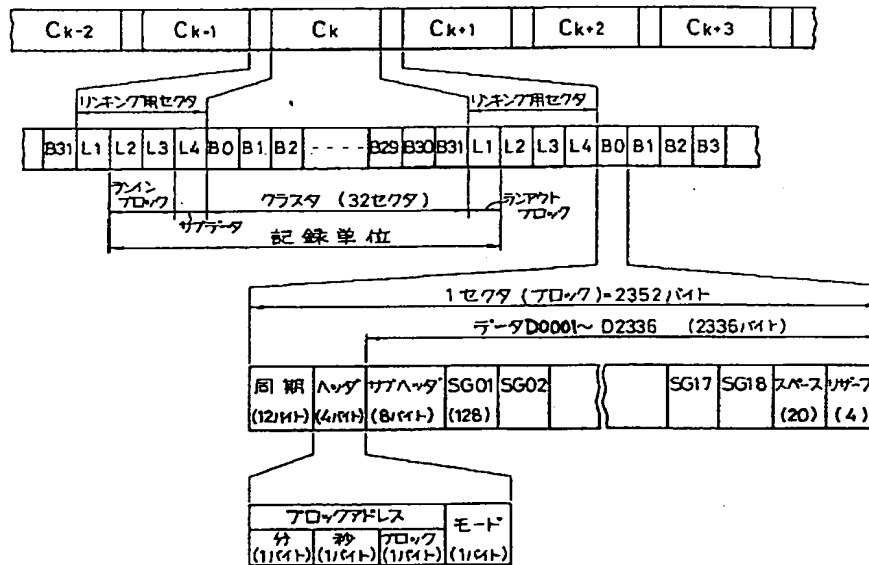 Ck-2 Ck-1 Ck Ck+1 Ck+2 Ck+3
リンキング用セクタ リンキング用セクタ
B31 L1 L2 L3 L4 B0 B1 B2 ---- B29 B30 B31 L1 L2 L3 L4 B0 B1 B2 B3
ランイン クラスタ (32セクタ) ランアウト
ブロック サブデータ ブロック
記録単位
1セクタ(ブロック)=2352バイト
データD0001~D2336 (2336バイト)
同期 ヘッダ サブヘッダ SG01 SG02 SG17 SG18 スペース リザーブ
(12バイト) (4バイト) (8バイト) (128) (20) (4)
ブロックアドレス モード
分 秒 ブロック
(1バイト) (1バイト) (1バイト) (1バイト)